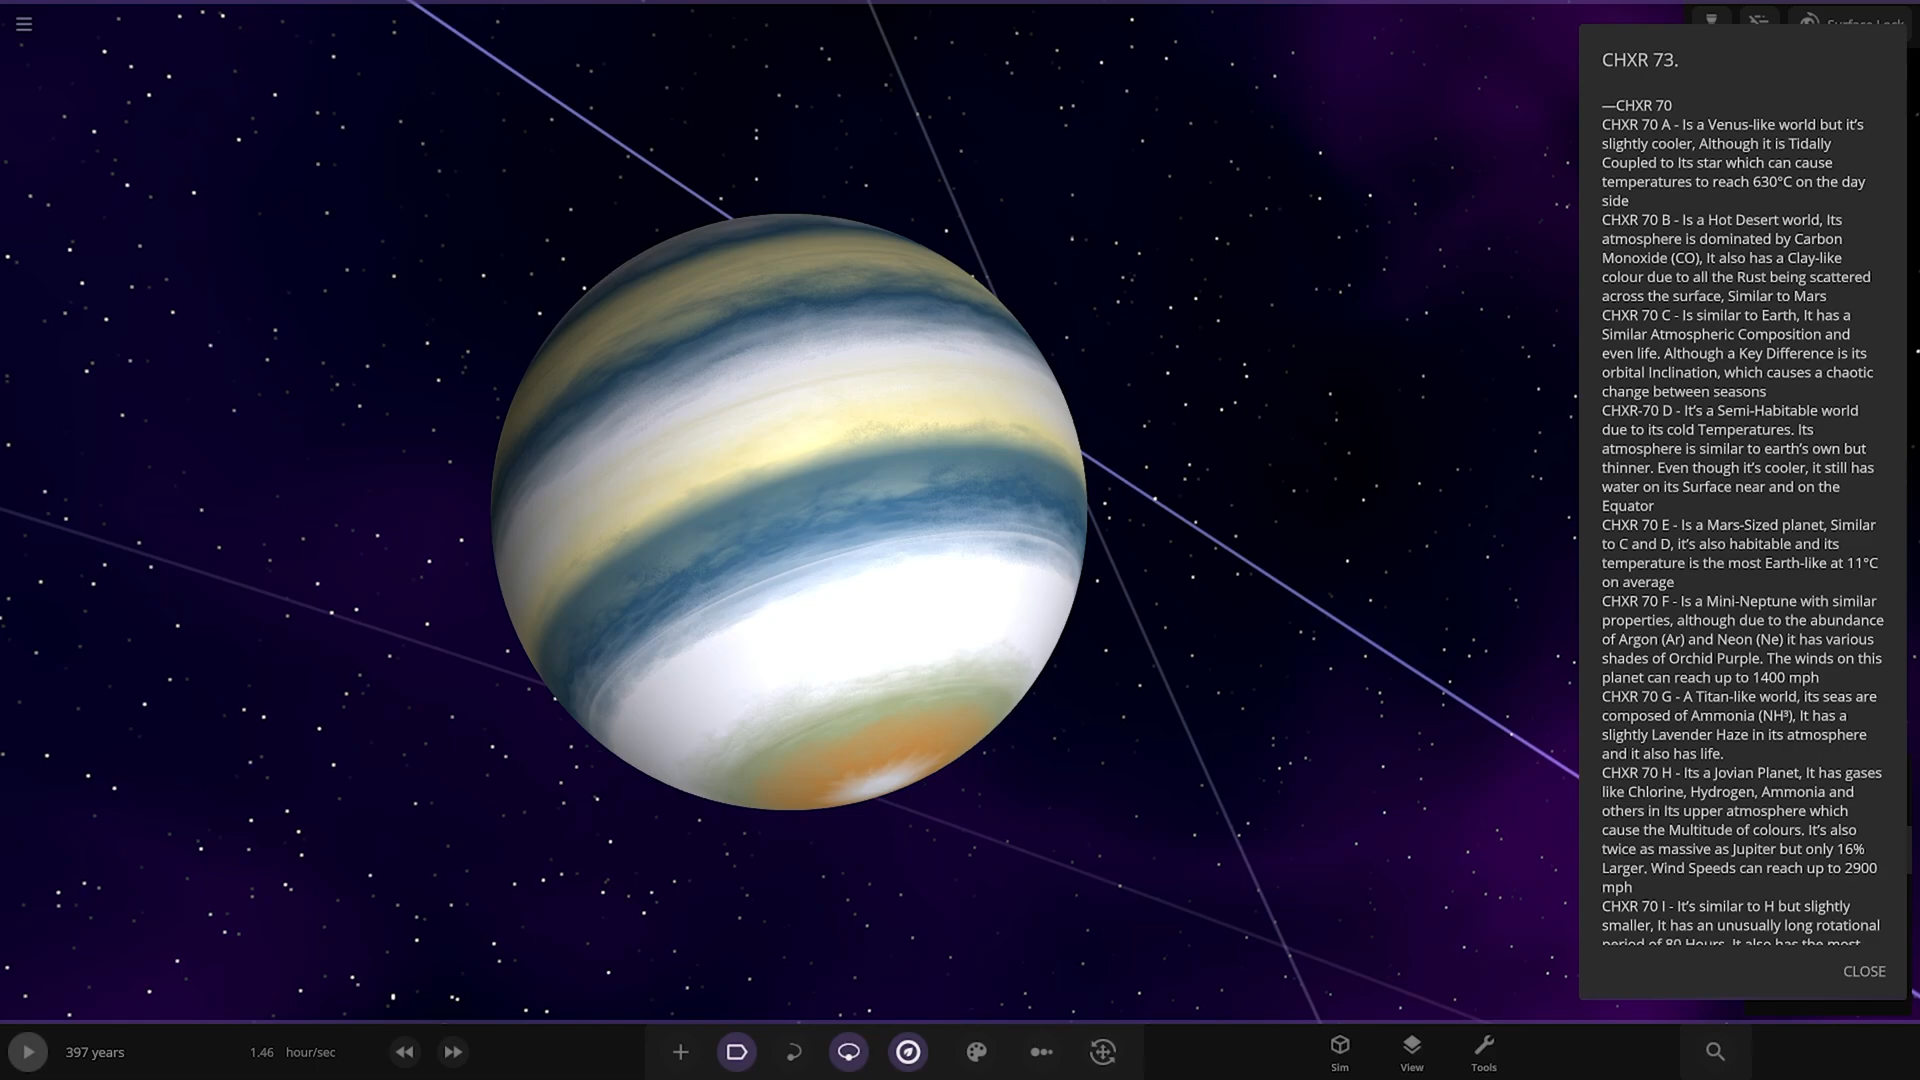 Surface Lock
CHXR 73.
—CHXR 70
CHXR 70 A - Is a Venus-like world but it’s
slightly cooler, Although it is Tidally
Coupled to Its star which can cause
temperatures to reach 630°C on the day
side
CHXR 70 B - Is a Hot Desert world, Its
atmosphere is dominated by Carbon
Monoxide (CO), It also has a Clay-like
colour due to all the Rust being scattered
across the surface, Similar to Mars
CHXR 70 C - Is similar to Earth, It has a
Similar Atmospheric Composition and
even life. Although a Key Difference is its
orbital Inclination, which causes a chaotic
change between seasons
CHXR-70 D - It’s a Semi-Habitable world
due to its cold Temperatures. Its
atmosphere is similar to earth’s own but
thinner. Even though it’s cooler, it still has
water on its Surface near and on the
Equator
CHXR 70 E - Is a Mars-Sized planet, Similar
to C and D, it’s also habitable and its
temperature is the most Earth-like at 11°C
on average
CHXR 70 F - Is a Mini-Neptune with similar
properties, although due to the abundance
of Argon (Ar) and Neon (Ne) it has various
shades of Orchid Purple. The winds on this
planet can reach up to 1400 mph
CHXR 70 G - A Titan-like world, its seas are
composed of Ammonia (NH³), It has a
slightly Lavender Haze in its atmosphere
and it also has life.
CHXR 70 H - Its a Jovian Planet, It has gases
like Chlorine, Hydrogen, Ammonia and
others in Its upper atmosphere which
cause the Multitude of colours. It’s also
twice as massive as Jupiter but only 16%
Larger. Wind Speeds can reach up to 2900
mph
CHXR 70 I - It’s similar to H but slightly
smaller, It has an unusually long rotational
period of 80 Hours. It also has the most
CLOSE
397 years
1.46 hour/sec
Sim
View
Tools